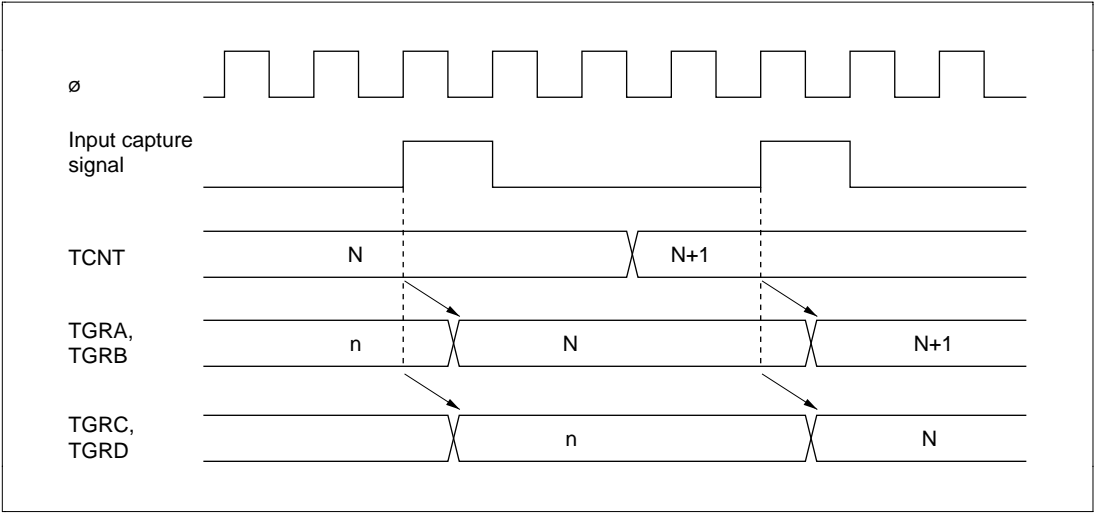 ø
Input capture
signal
TCNT
N
N+1
TGRA,
TGRB
n
N
N+1
TGRC,
TGRD
n
N